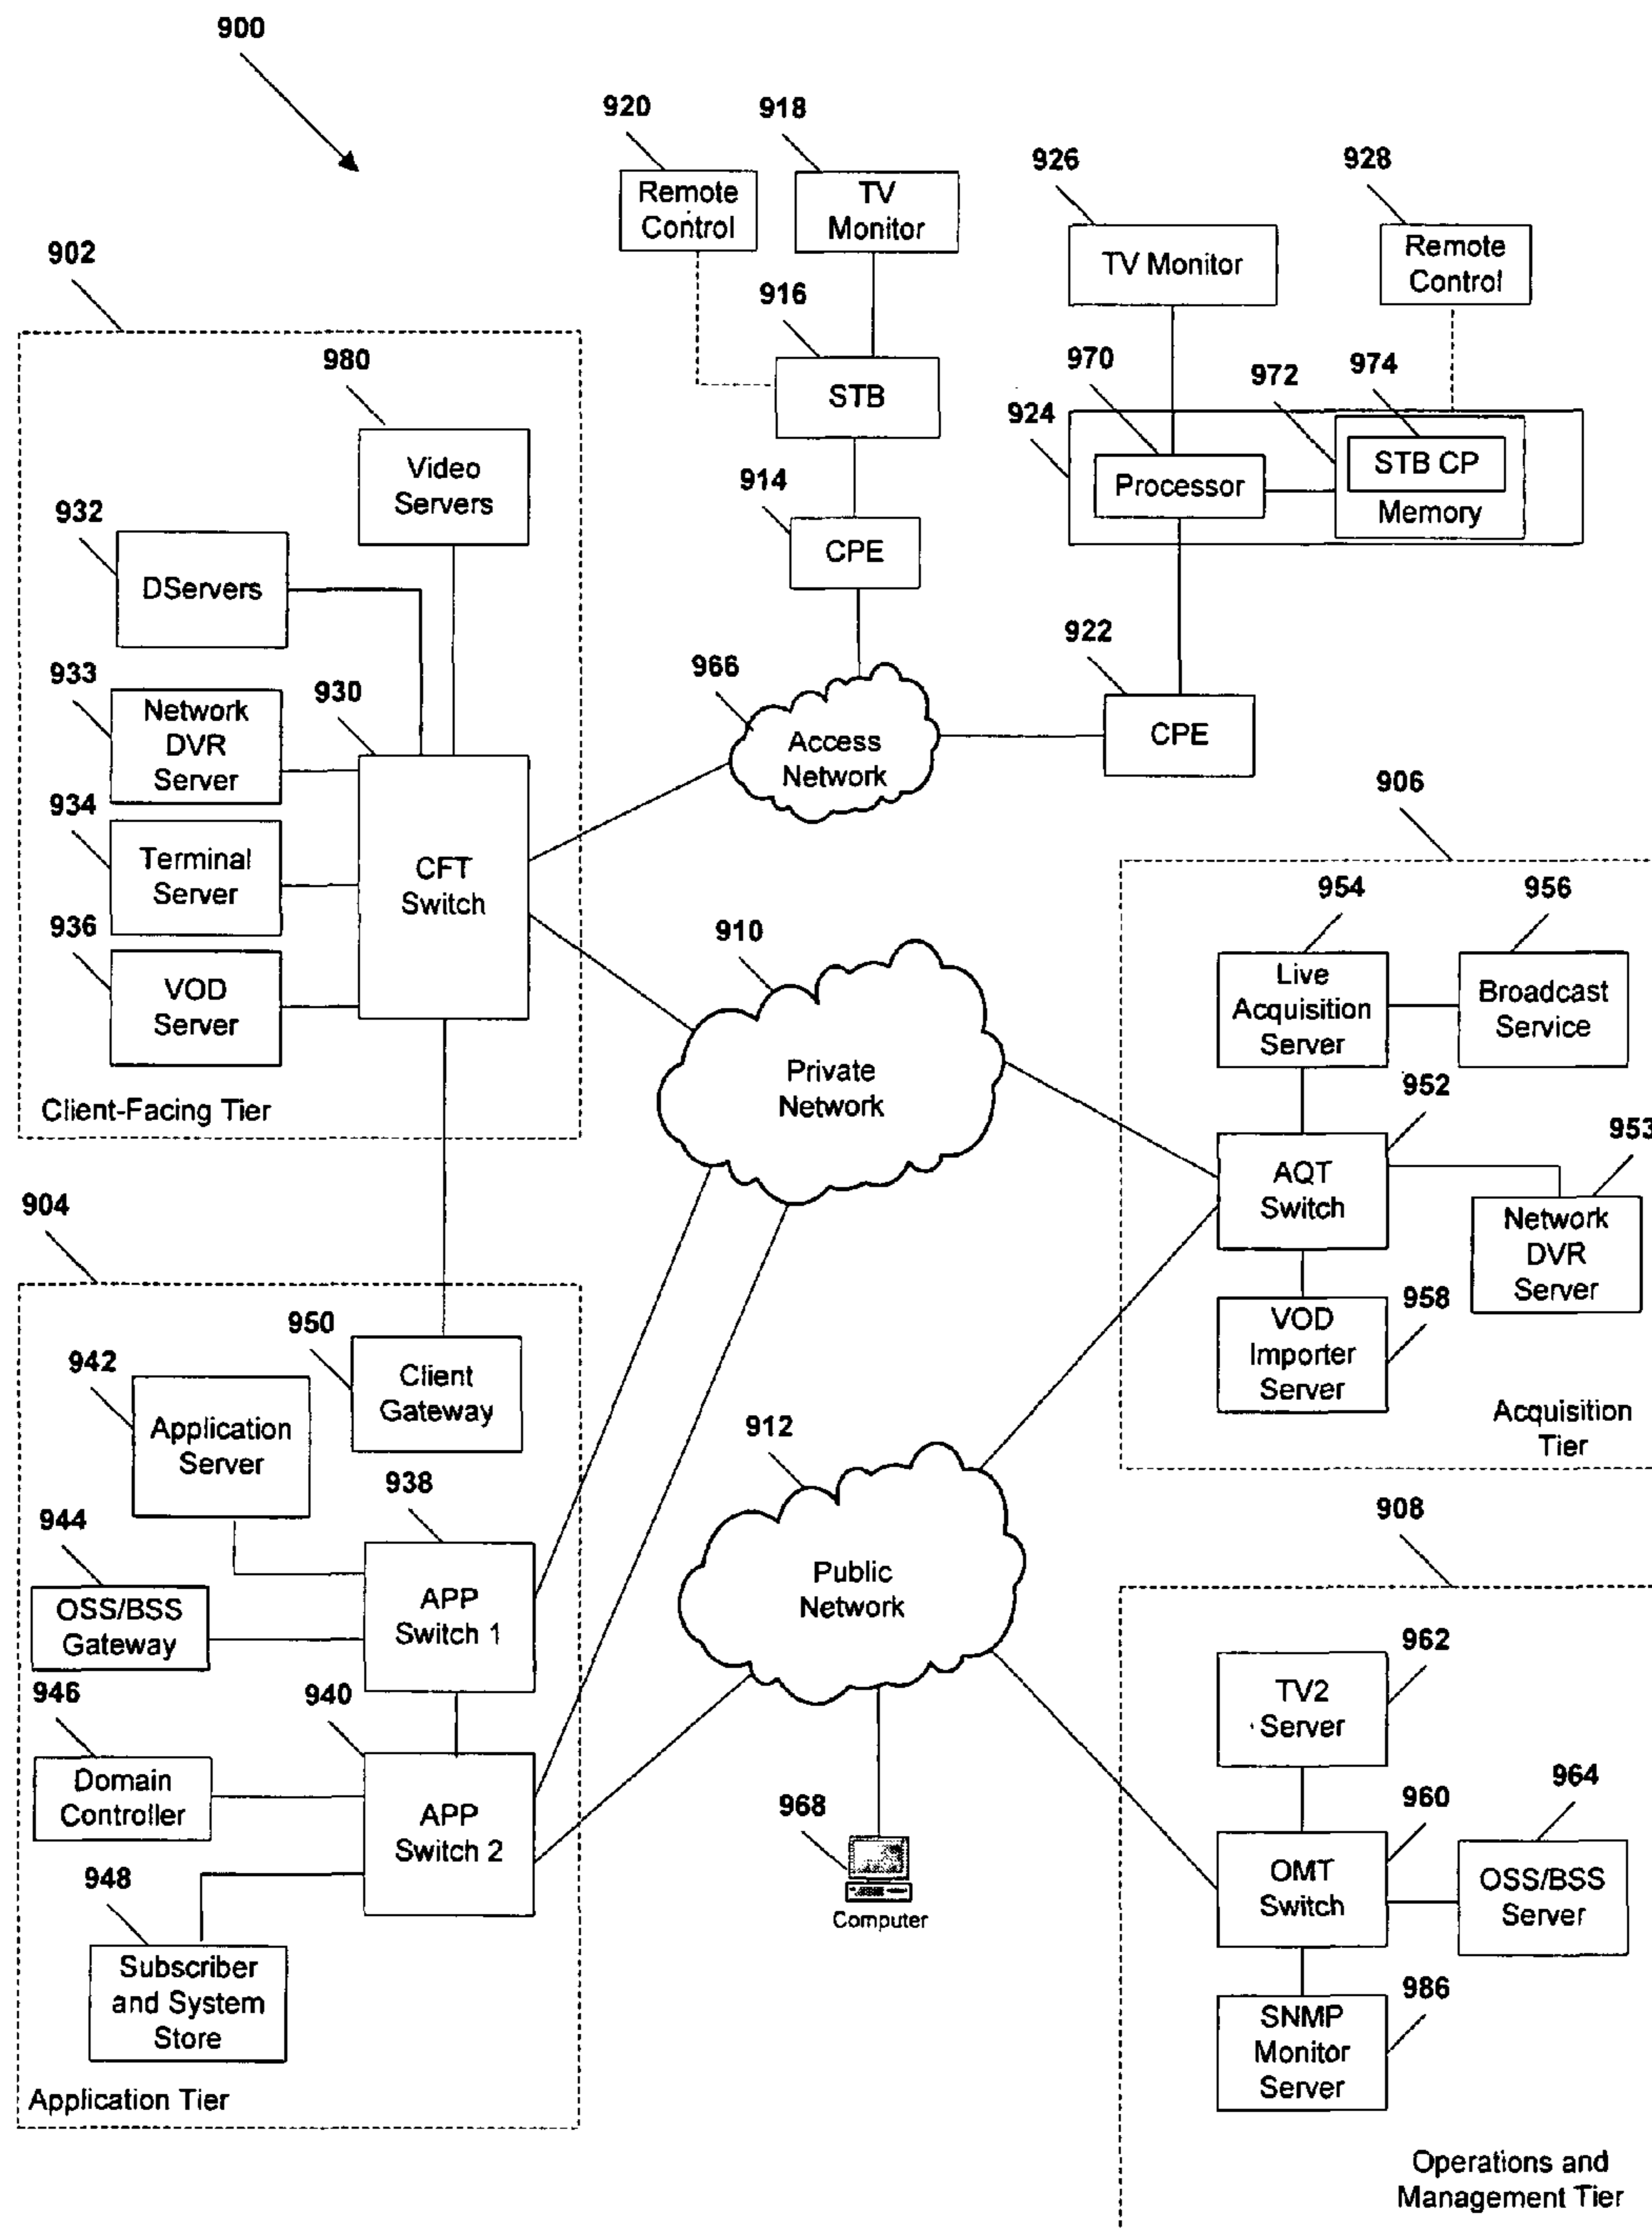 900
920
918
926
928
Remote
Control
TV
Monitor
TV Monitor
Remote
Control
902
916
970
974
972
924
980
STB
Processor
STB CP
Memory
Video
Servers
914
932
CPE
DServers
922
933
930
966
Network
DVR
Server
Access
Network
CPE
934
Terminal
Server
CFT
Switch
906
936
954
956
910
VOD
Server
Live
Acquisition
Server
Broadcast
Service
Private
Network
952
953
Client-Facing Tier
AQT
Switch
904
Network
DVR
Server
950
958
942
Client
Gateway
VOD
Importer
Server
Application
Server
912
Acquisition
Tier
938
944
908
APP
Switch 1
Public
Network
OSS/BSS
Gateway
962
946
940
TV2
Server
Domain
Controller
APP
Switch 2
968
960
964
948
Computer
OMT
Switch
OSS/BSS
Server
Subscriber
and System
Store
986
SNMP
Monitor
Server
Application Tier
Operations and
Management Tier